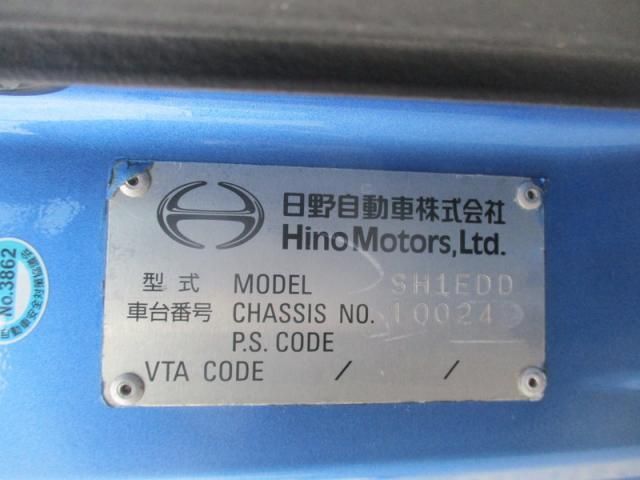 日野自動車株式会社
Hino Motors, Ltd.
型式 MODEL SH1EDD
車台番号 CHASSIS NO. 10024
P.S. CODE
VTA CODE / /
No.3862